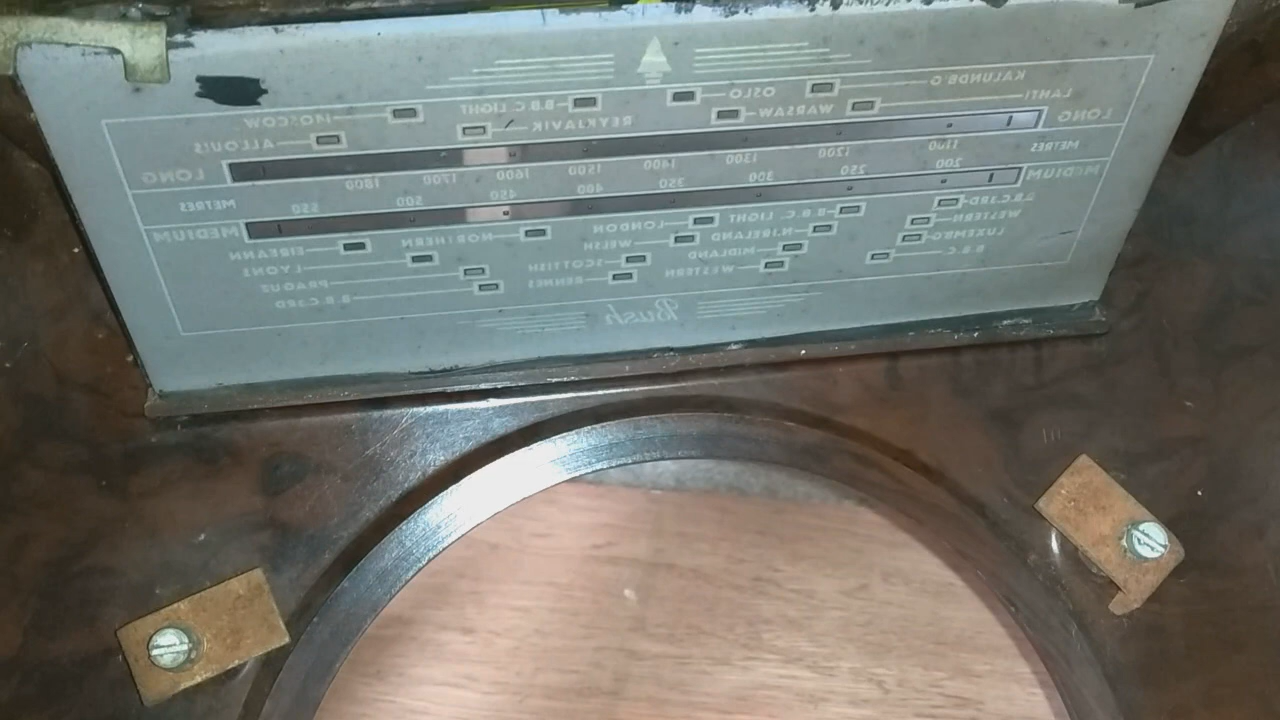 KALUNDB'G
OSLO
B.B.C. LIGHT
MOSCOW
LAHTI
WARSAW
REYKJAVIK
ALLOUIS
LONG
LONG
METRES
1100 1200 1300 1400 1500 1600 1700 1800
200 250 300 350 400 450 500 550
METRES
MEDIUM
MEDIUM
B.B.C.3RD
B.B.C. LIGHT
LONDON
NORTHERN
EIREANN
WESTERN
N.IRELAND
WELSH
LYONS
LUXEMB'G
MIDLAND
SCOTTISH
PRAGUE
B.B.C.
WESTERN
RENNES
B.B.C.3RD
Bush